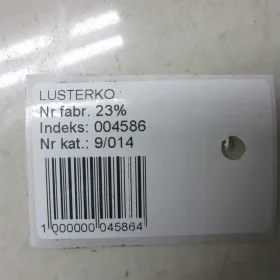 LUSTERKO
Nr fabr. 23%
Indeks: 004586
Nr kat.: 9/014
1 000000 045864